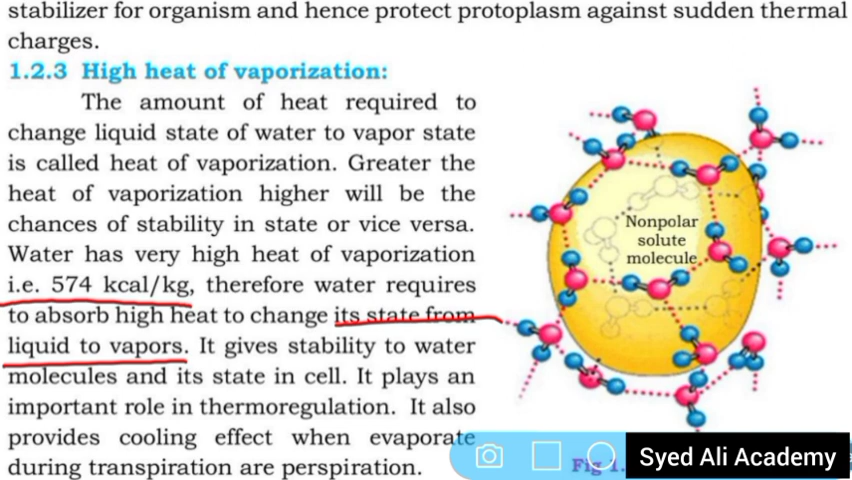 stabilizer for organism and hence protect protoplasm against sudden thermal
charges.
1.2.3 High heat of vaporization:
The amount of heat required to
change liquid state of water to vapor state
is called heat of vaporization. Greater the
heat of vaporization higher will be the
chances of stability in state or vice versa.
Water has very high heat of vaporization
i.e. 574 kcal/kg, therefore water requires
to absorb high heat to change its state from
liquid to vapors. It gives stability to water
molecules and its state in cell. It plays an
important role in thermoregulation. It also
provides cooling effect when evaporate
during transpiration are perspiration.
Nonpolar
solute
molecule
Fig 1.
Syed Ali Academy